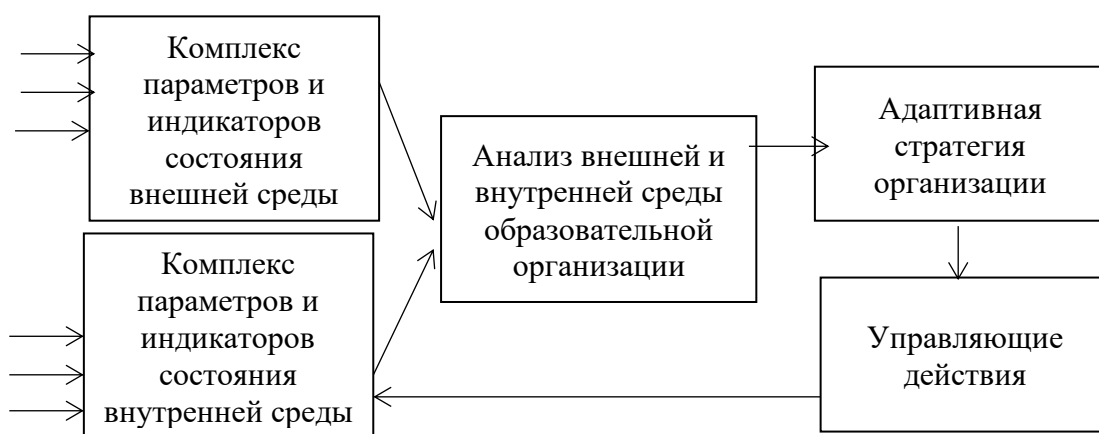 Комплекс
параметров и
индикаторов
состояния
внешней среды
Комплекс
параметров и
индикаторов
состояния
внутренней среды
Анализ внешней и
внутренней среды
образовательной
организации
Адаптивная
стратегия
организации
Управляющие
действия